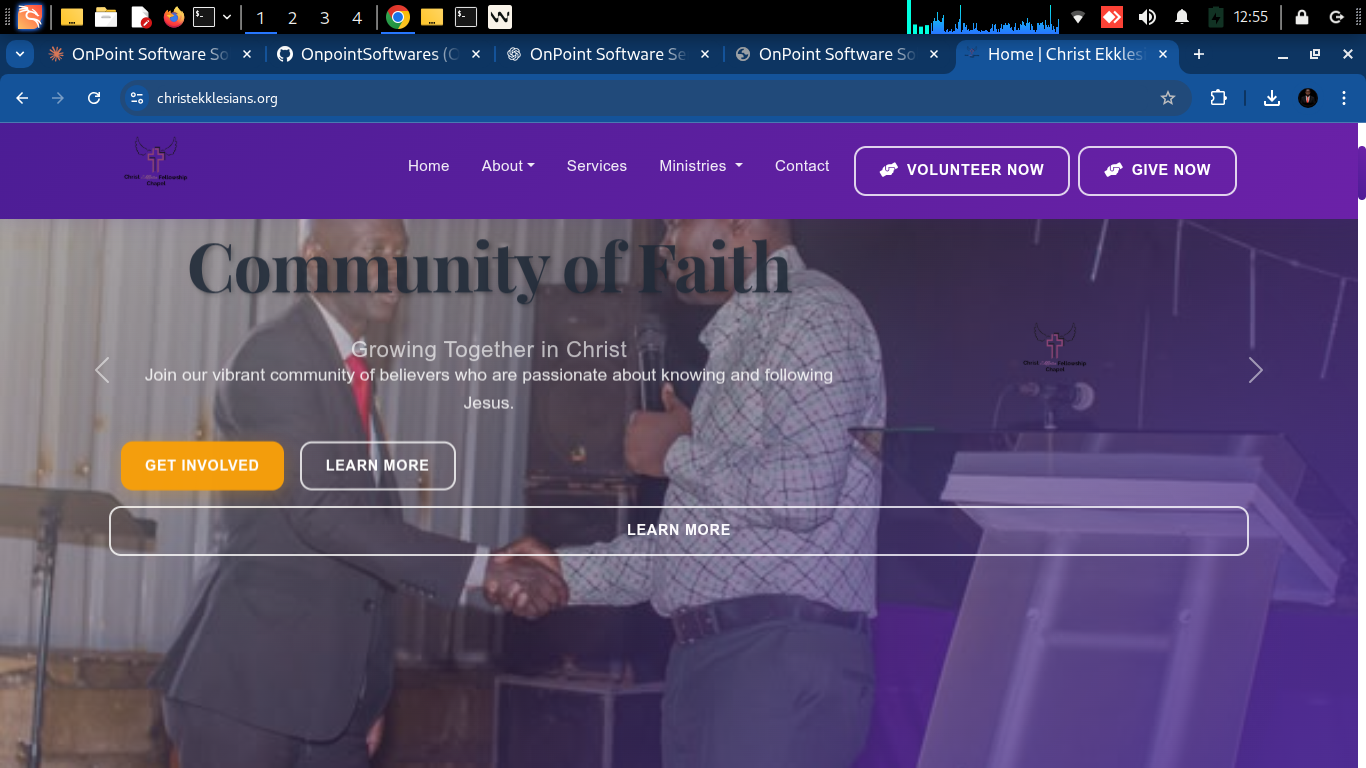 1 2 3 4
12:55
OnPoint Software So
OnpointSoftwares (O
OnPoint Software Se
OnPoint Software So
Home | Christ Ekkles
christekklesians.org
Christ Fellowship
Chapel
Home
About
Services
Ministries
Contact
VOLUNTEER NOW
GIVE NOW
Community of Faith
Growing Together in Christ
Join our vibrant community of believers who are passionate about knowing and following
Jesus.
Christ Fellowship
Chapel
GET INVOLVED
LEARN MORE
LEARN MORE